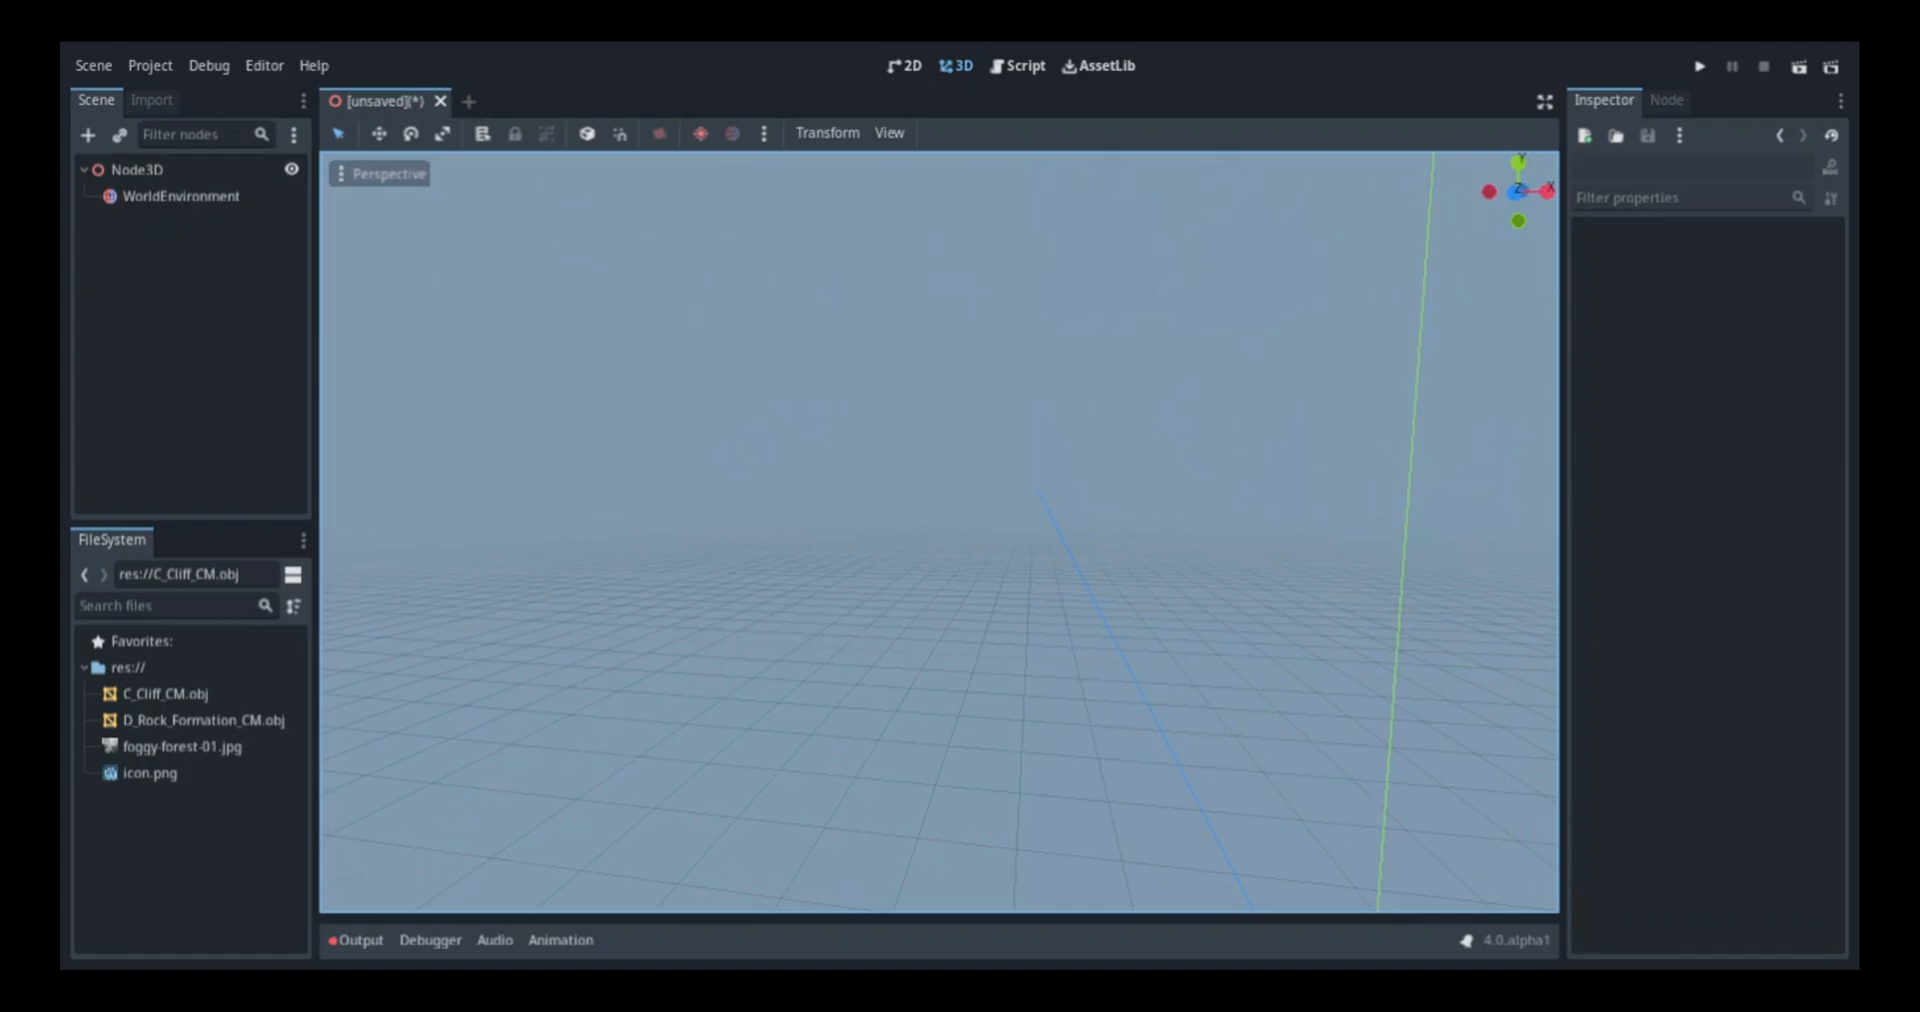 Scene Project Debug Editor Help
2D 3D Script AssetLib
Scene Import
Filter nodes
Node3D
WorldEnvironment
FileSystem
res://C_Cliff_CM.obj
Search files
Favorites:
res://
C_Cliff_CM.obj
D_Rock_Formation_CM.obj
foggy-forest-01.jpg
icon.png
[unsaved](*)
Transform View
Perspective
Y
Z X
Output Debugger Audio Animation
4.0.alpha1
Inspector Node
DOC
Filter properties